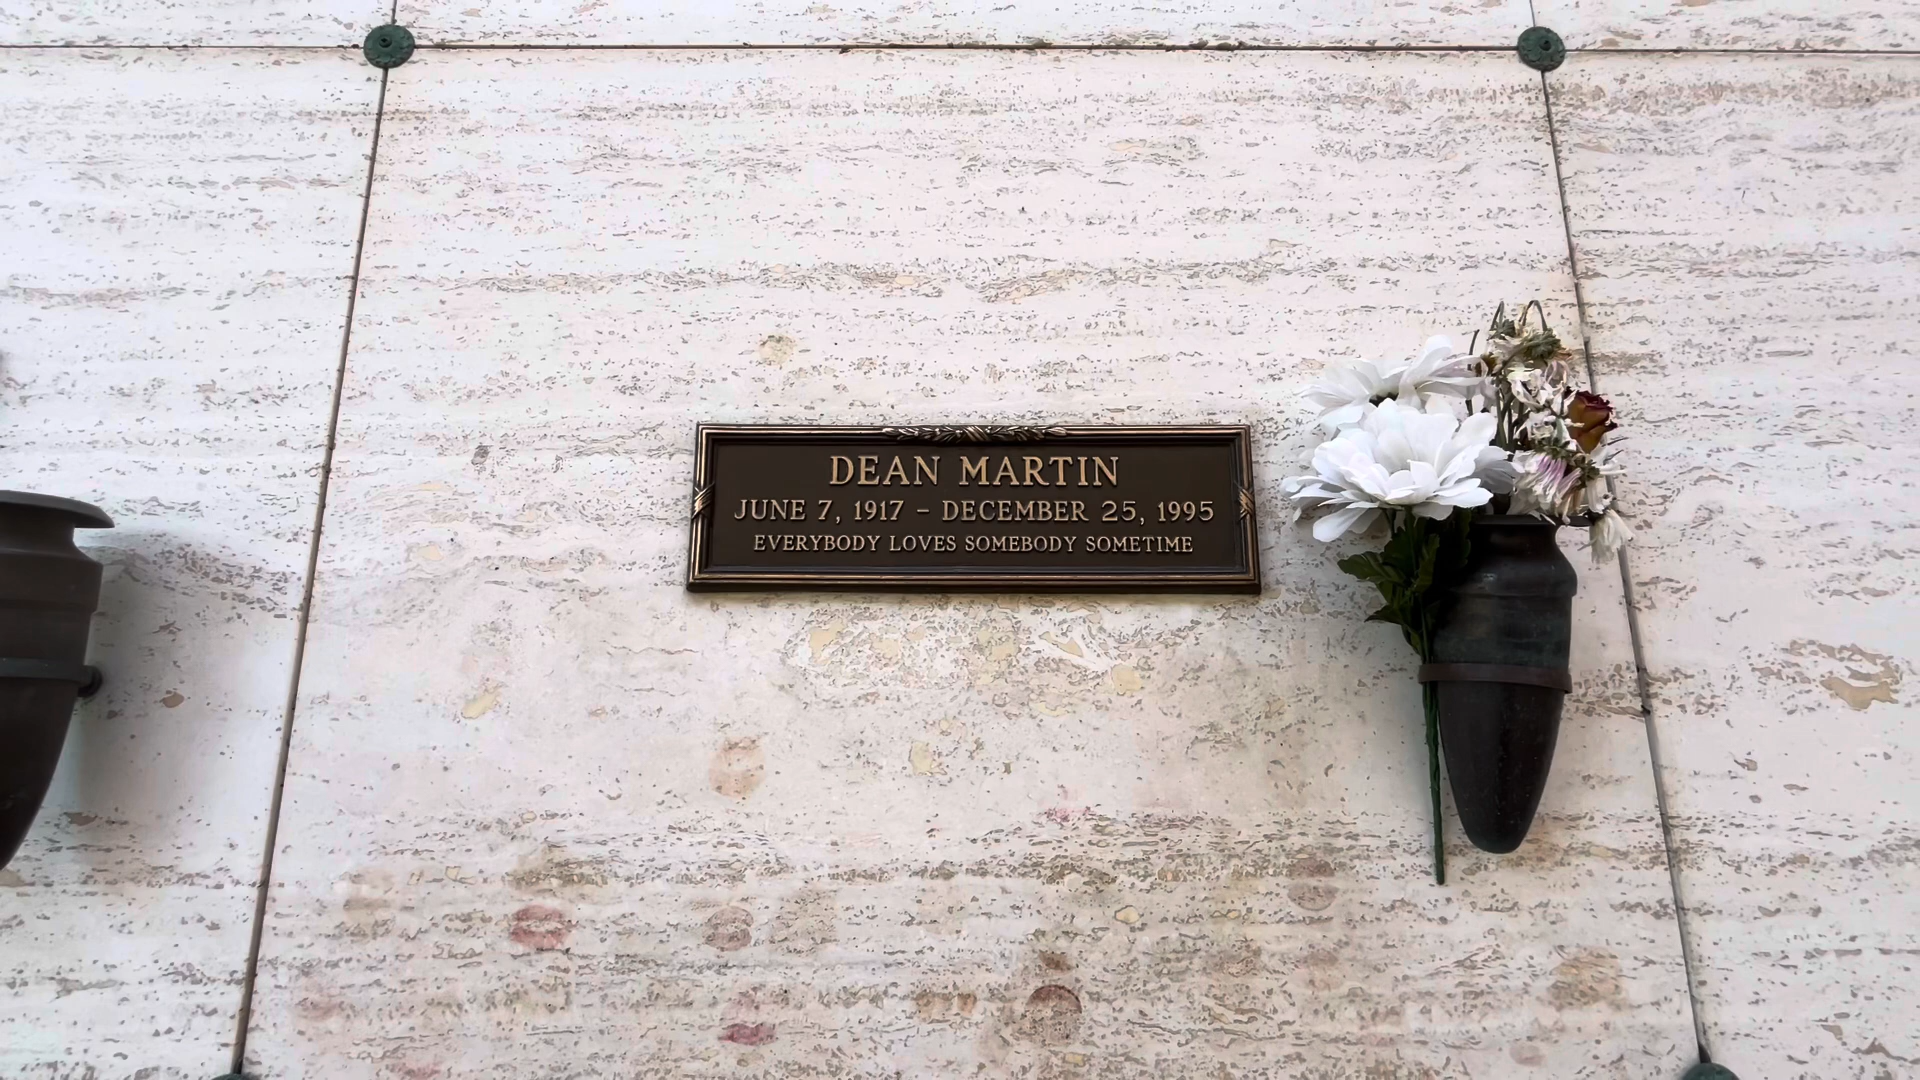 DEAN MARTIN
JUNE 7, 1917 – DECEMBER 25, 1995
EVERYBODY LOVES SOMEBODY SOMETIME